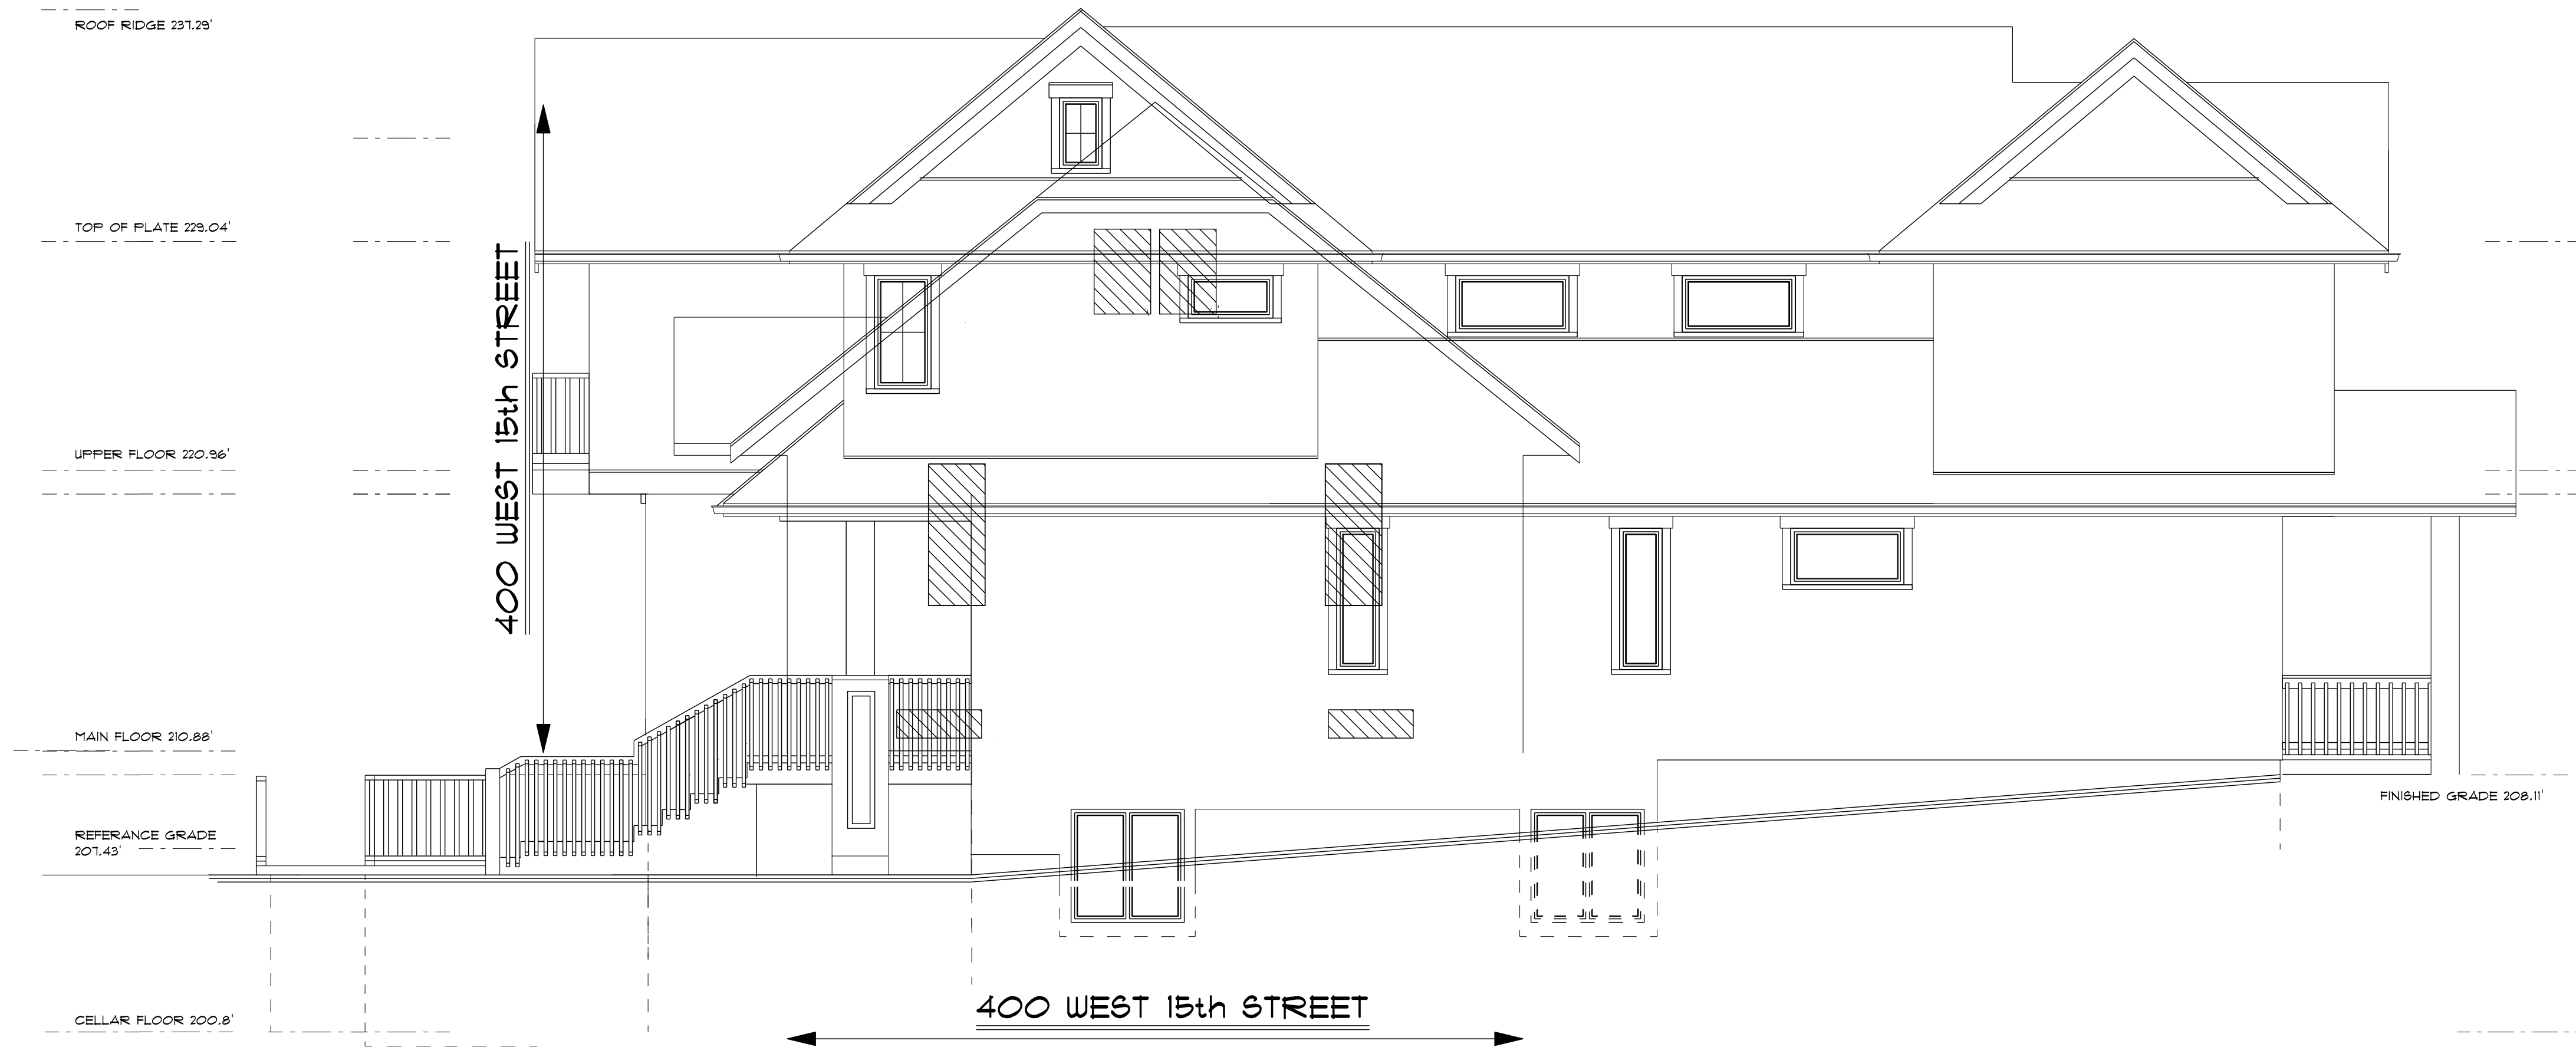 ROOF RIDGE 237.29'
TOP OF PLATE 229.04'
400 WEST 15th STREET
UPPER FLOOR 220.96'
MAIN FLOOR 210.88'
FINISHED GRADE 208.11'
REFERANCE GRADE
207.43'
400 WEST 15th STREET
CELLAR FLOOR 200.8'